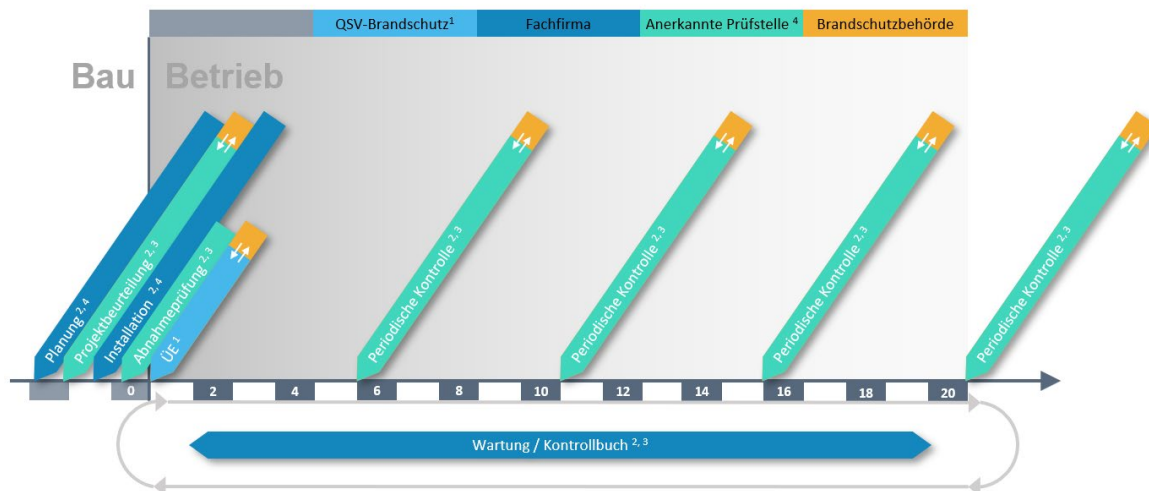 QSV-Brandschutz¹
Fachfirma
Anerkannte Prüfstelle ⁴
Brandschutzbehörde
Bau
Betrieb
Planung ²˒ ⁴
Projektbeurteilung ²˒ ³
Installation ²˒ ⁴
Abnahmeprüfung ²˒ ³
ÜE ¹
Periodische Kontrolle ²˒ ³
Periodische Kontrolle ²˒ ³
Periodische Kontrolle ²˒ ³
Periodische Kontrolle ²˒ ³
0 2 4 6 8 10 12 14 16 18 20
Wartung / Kontrollbuch ²˒ ³